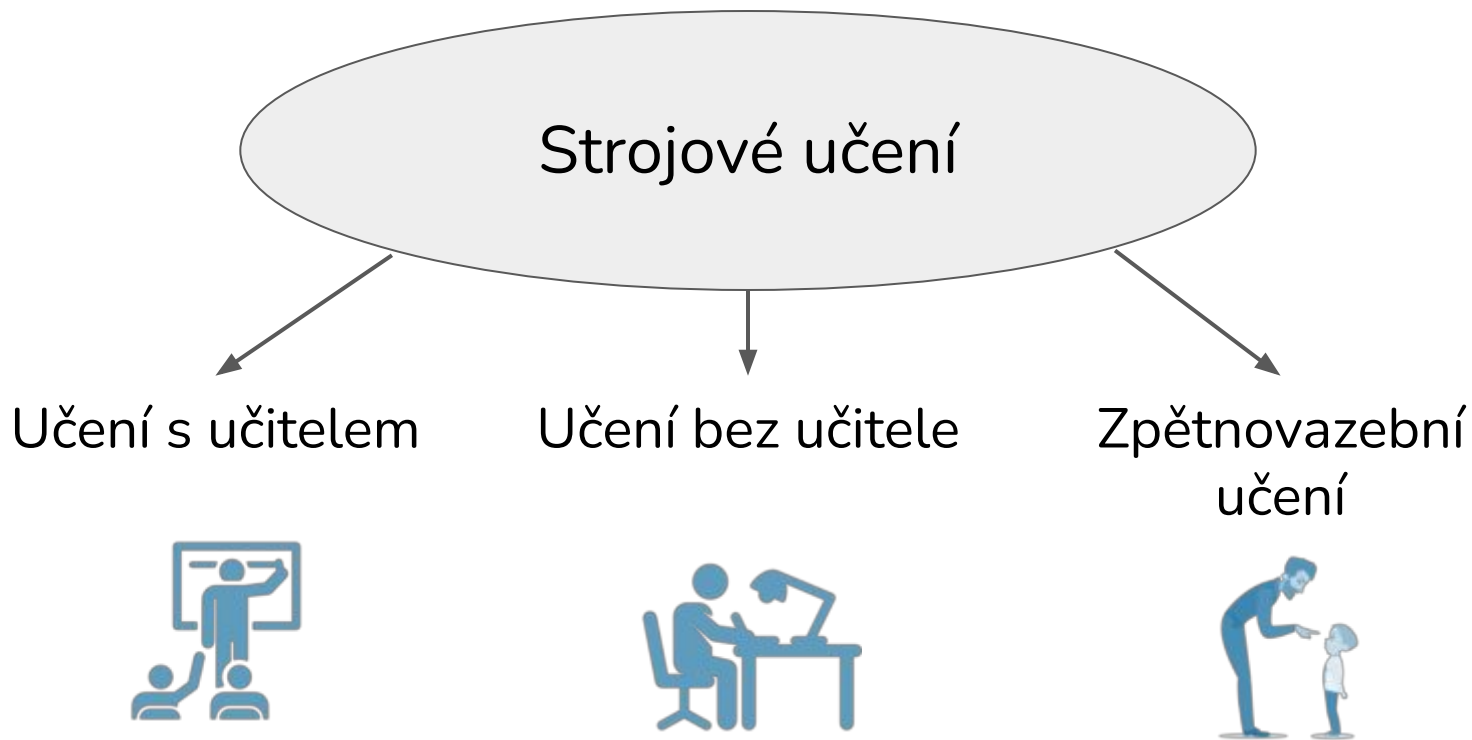 Strojové učení
Učení s učitelem
Učení bez učitele
Zpětnovazební
učení